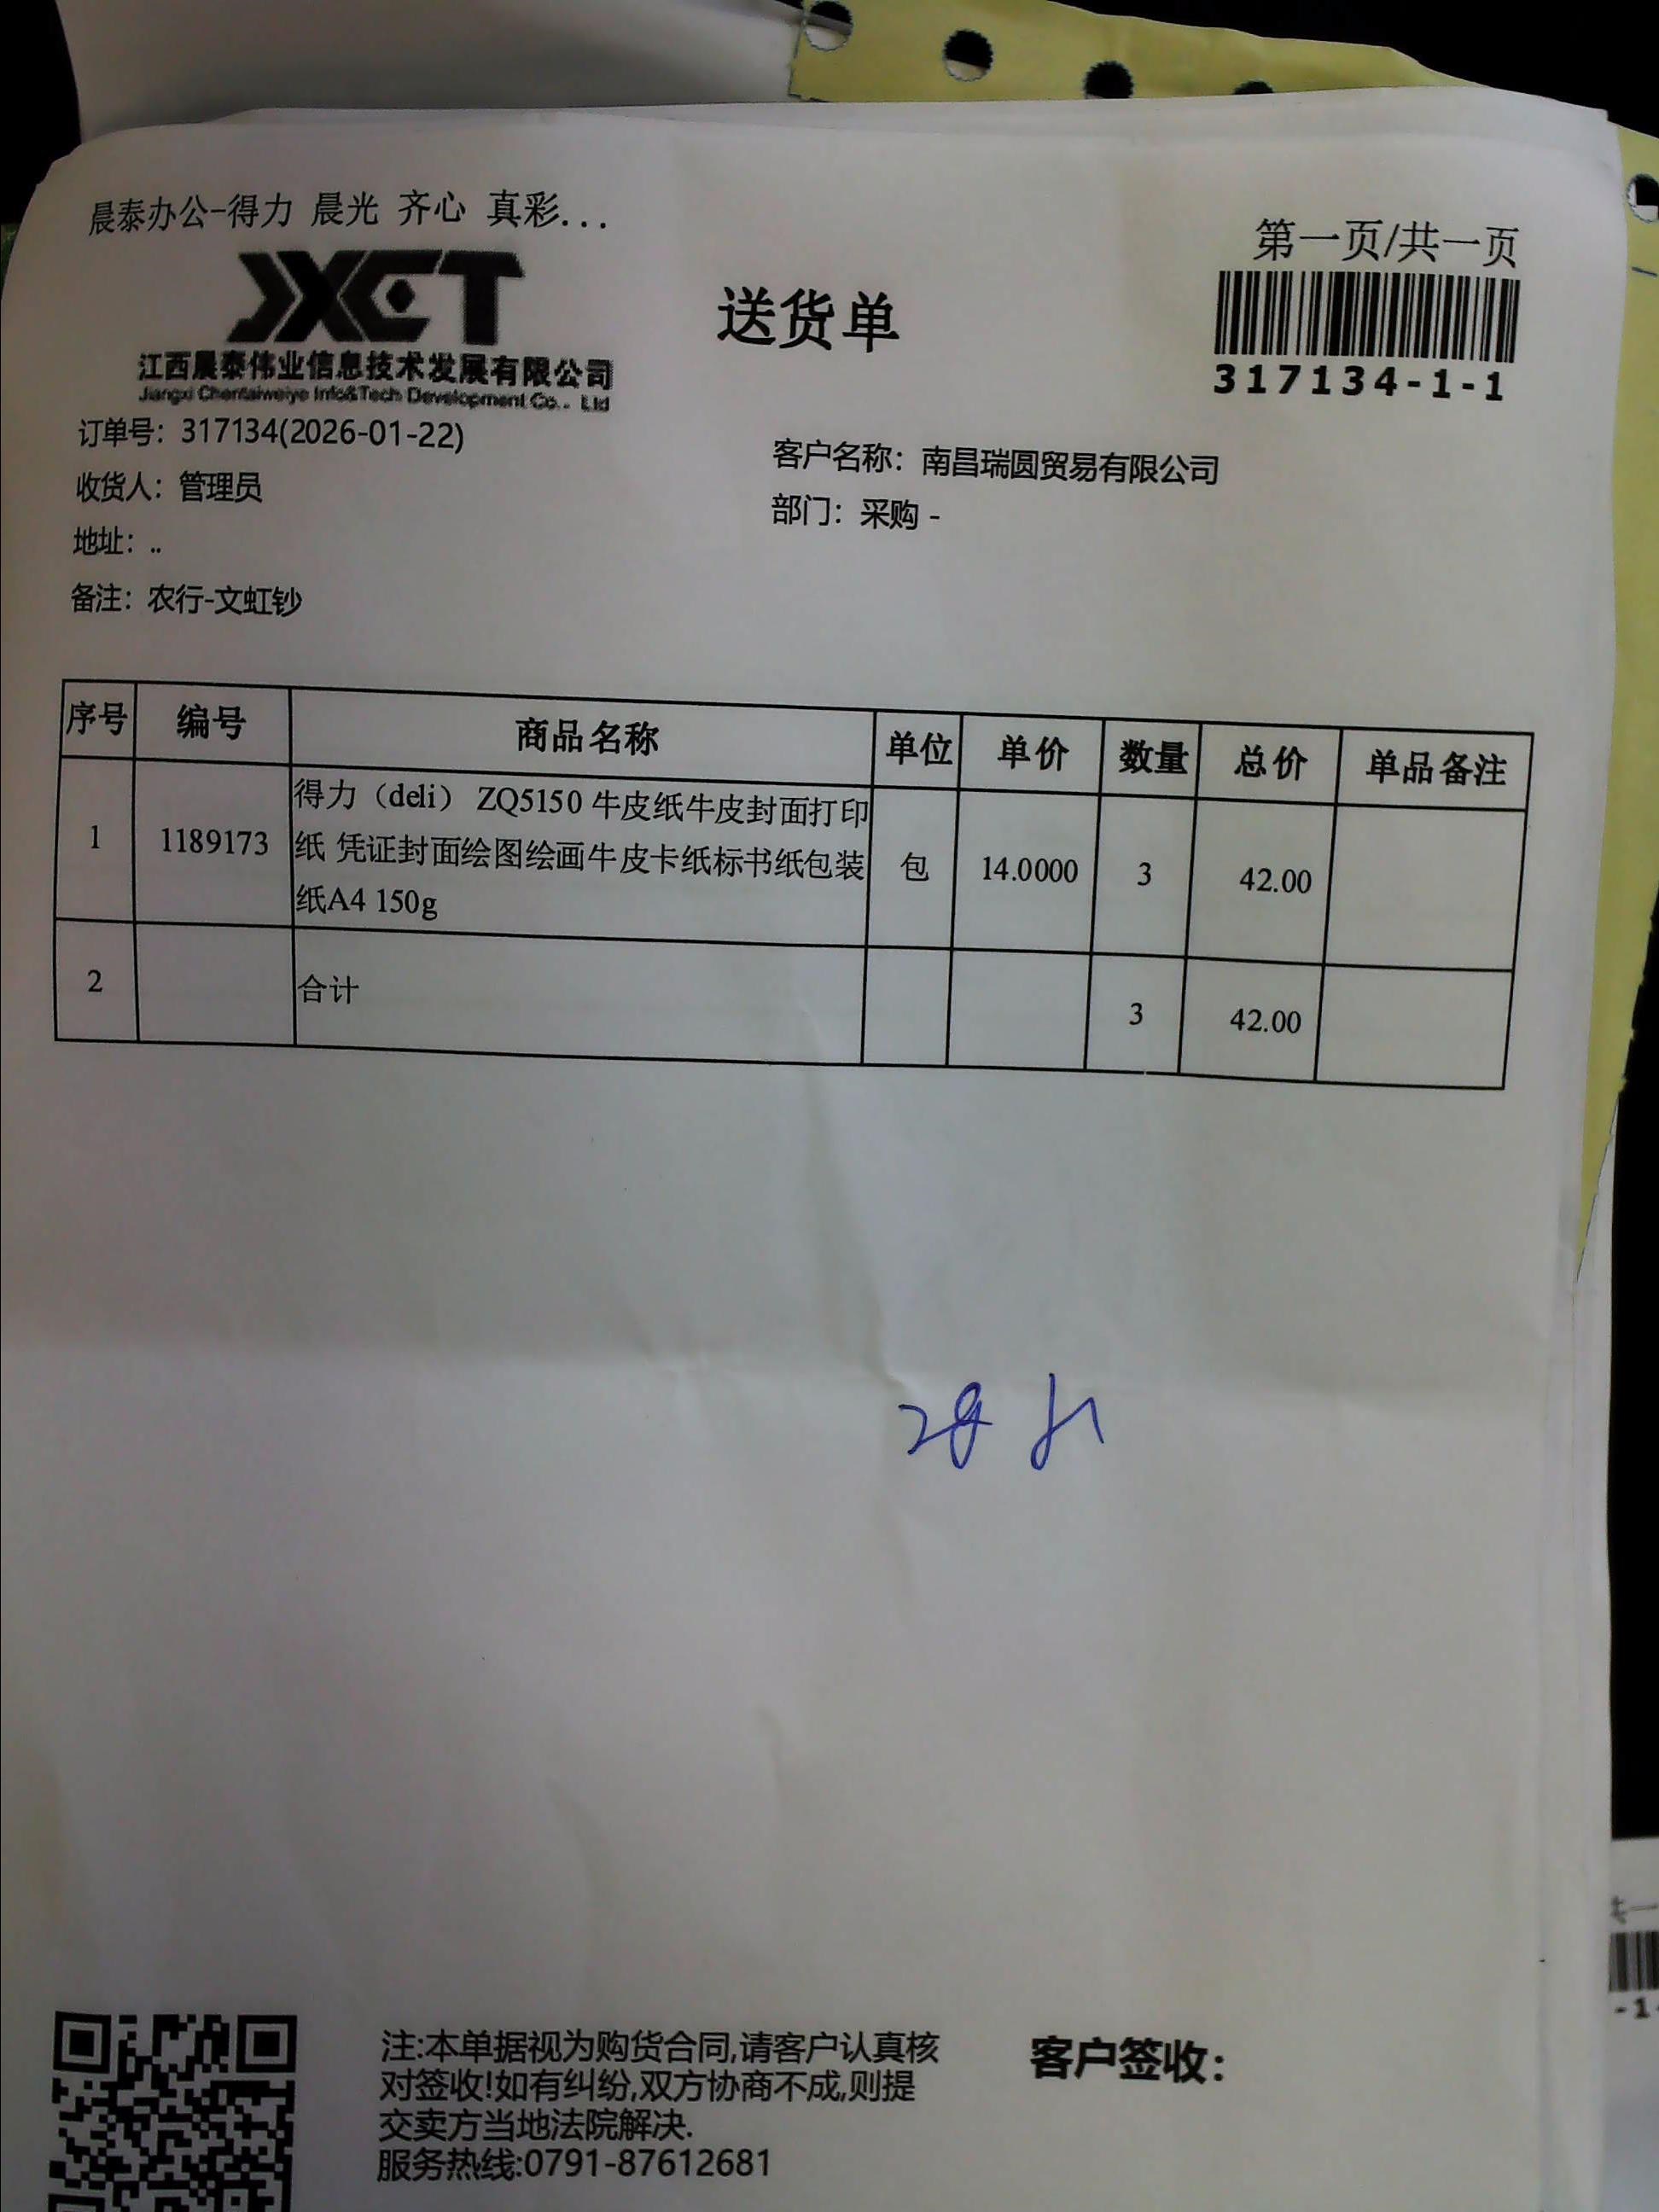 晨泰办公-得力 晨光 齐心 真彩...
第一页/共一页
JXCT
送货单
317134-1-1
江西晨泰伟业信息技术发展有限公司
Jiangxi Chentaiweiye Info&Tech Development Co., Ltd
订单号：317134(2026-01-22)
客户名称：南昌瑞圆贸易有限公司
收货人：管理员
部门：采购 -
地址：..
备注：农行-文虹钞
序号 编号 商品名称 单位 单价 数量 总价 单品备注
1 1189173 得力（deli） ZQ5150 牛皮纸牛皮封面打印
纸 凭证封面绘图绘画牛皮卡纸标书纸包装
纸A4 150g 包 14.0000 3 42.00
2 合计 3 42.00
注:本单据视为购货合同,请客户认真核
对签收!如有纠纷,双方协商不成,则提
交卖方当地法院解决.
服务热线:0791-87612681
客户签收：
共一
-1